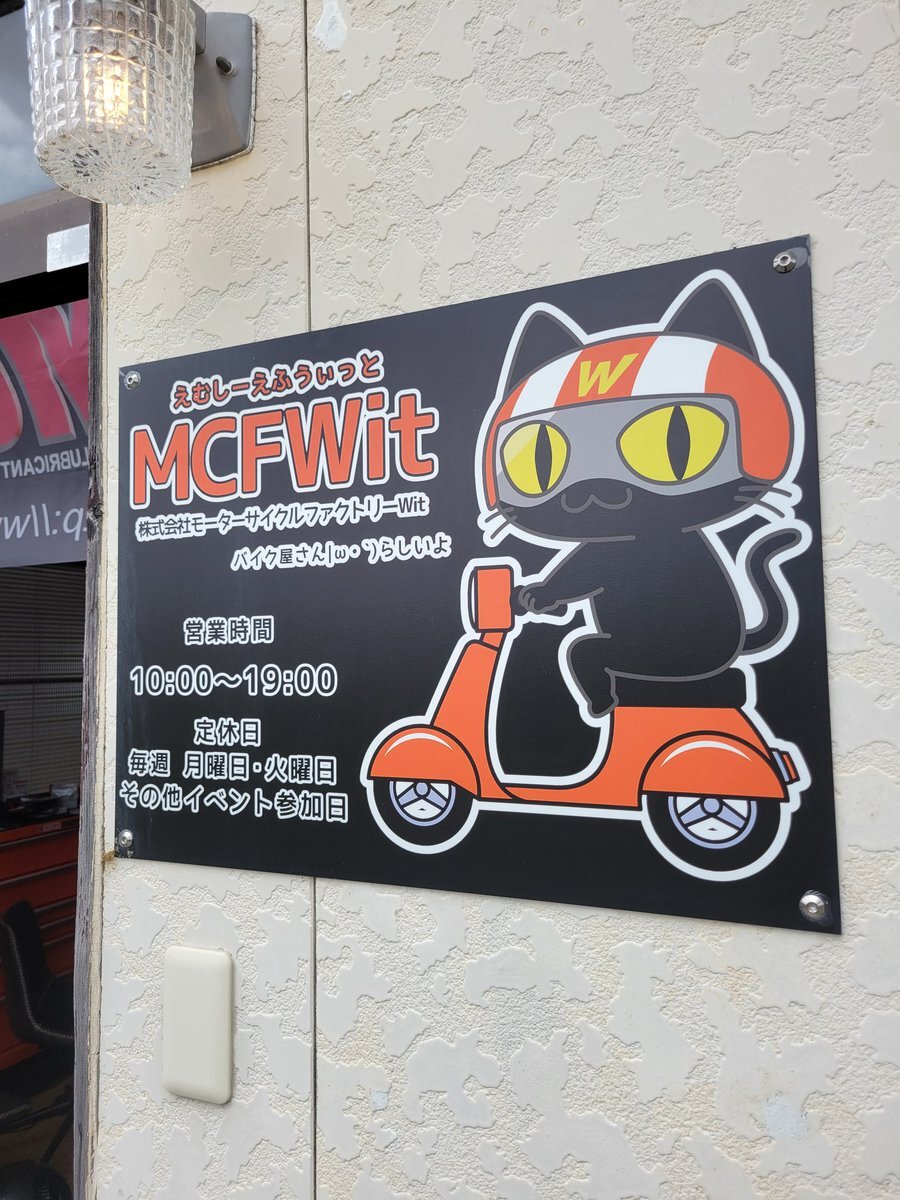 えむしーえふうぃっと
MCFWit
株式会社モーターサイクルファクトリーWit
バイク屋さん|ω・`)らしいよ
営業時間
10:00〜19:00
定休日
毎週 月曜日・火曜日
その他イベント参加日
W
LUBRICANT